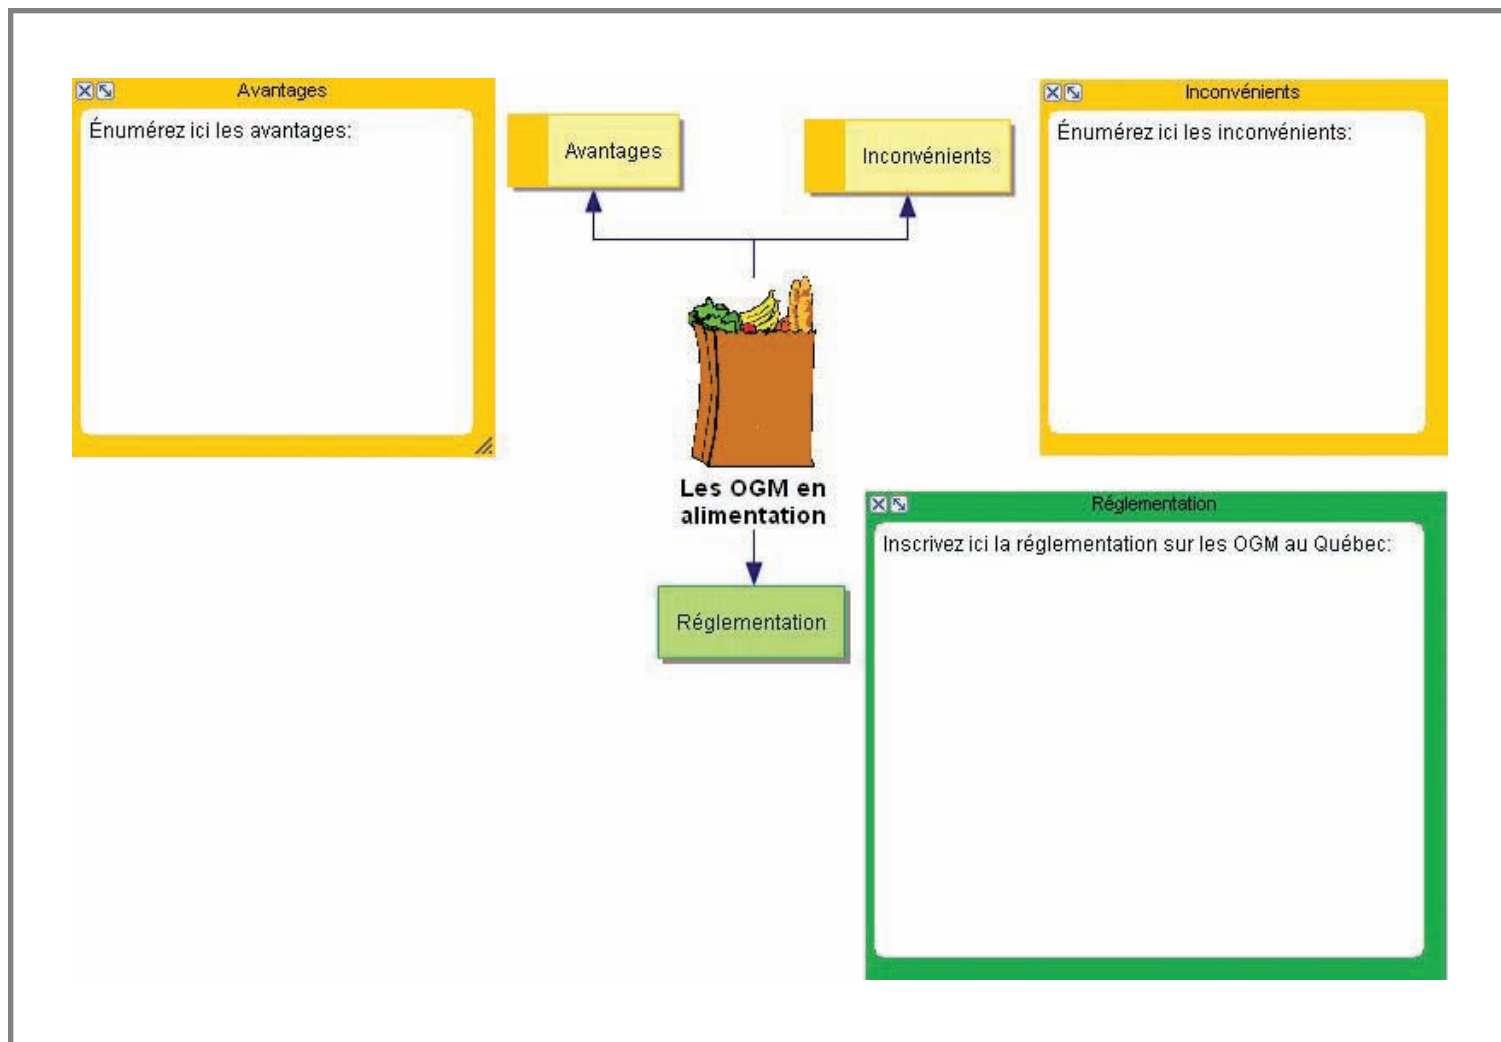 Avantages
Énumérez ici les avantages:
Avantages
Inconvénients
Inconvénients
Énumérez ici les inconvénients:
Les OGM en
alimentation
Réglementation
Réglementation
Inscrivez ici la réglementation sur les OGM au Québec: